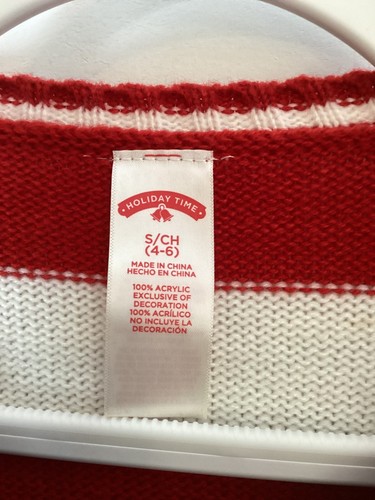 HOLIDAY TIME
S/CH
(4-6)
MADE IN CHINA
HECHO EN CHINA
100% ACRYLIC
EXCLUSIVE OF
DECORATION
100% ACRÍLICO
NO INCLUYE LA
DECORACIÓN